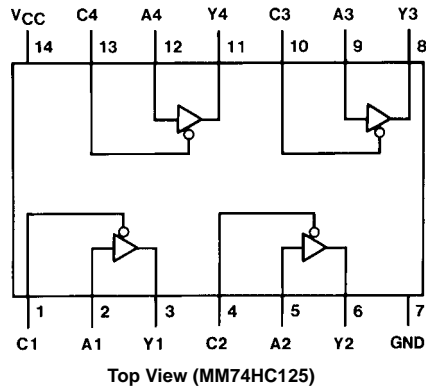 VCC C4 A4 Y4 C3 A3 Y3
14 13 12 11 10 9 8
1 2 3 4 5 6 7
C1 A1 Y1 C2 A2 Y2 GND
Top View (MM74HC125)